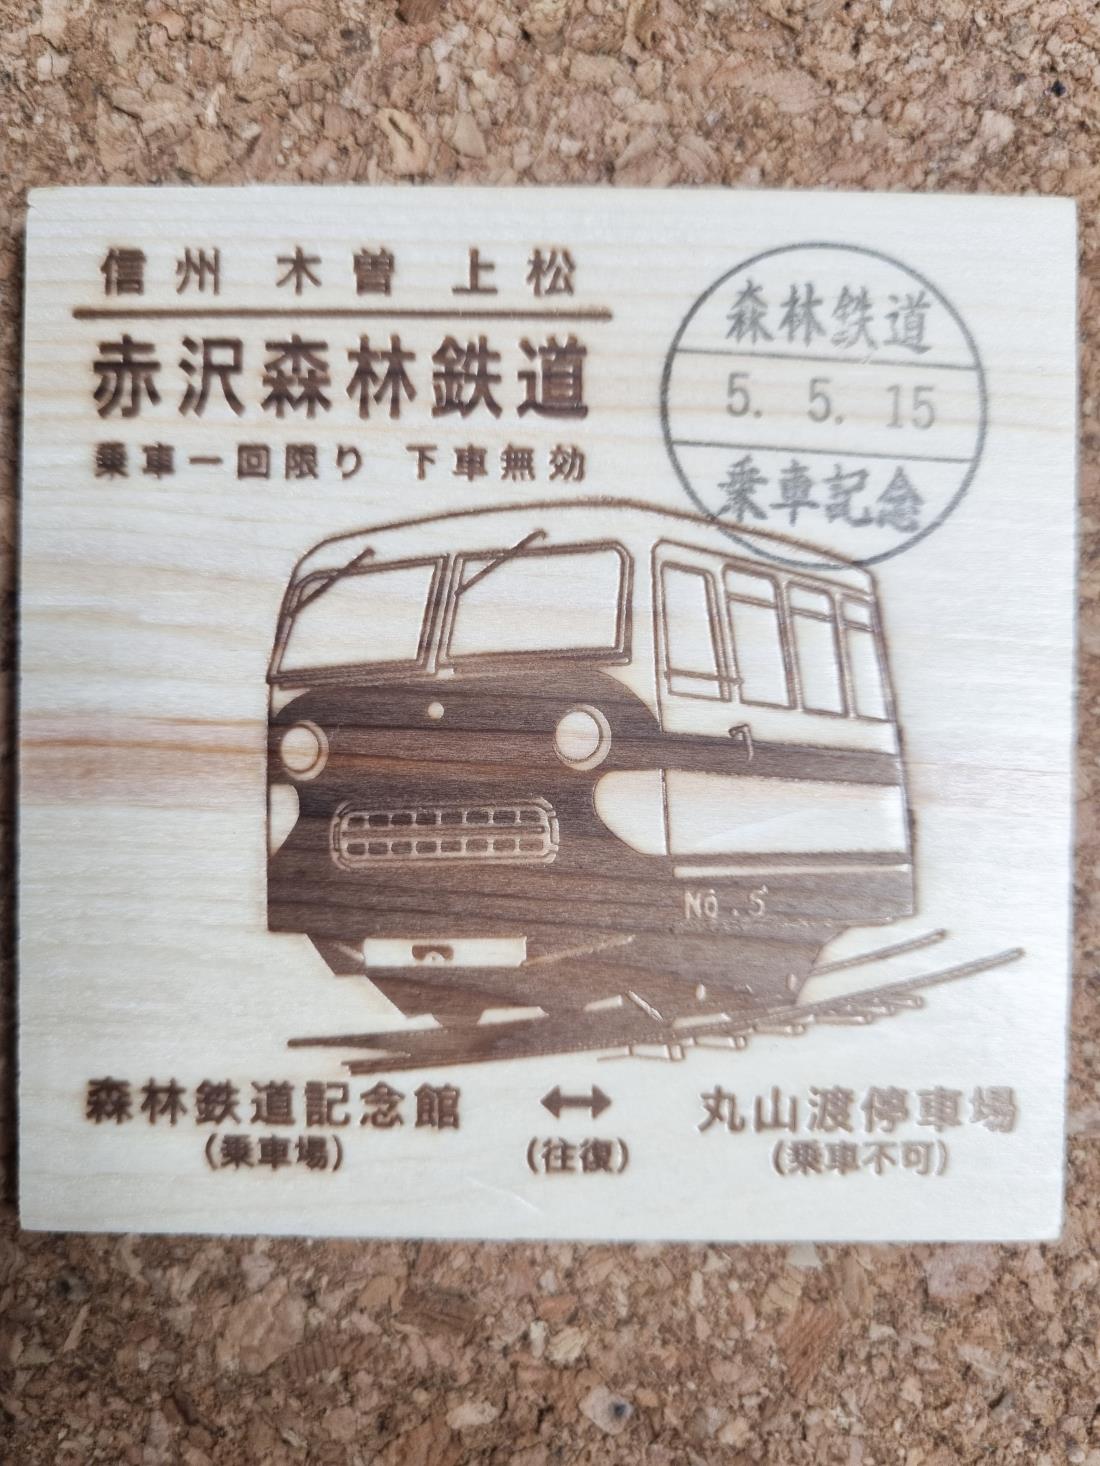 信州 木曽 上松
赤沢森林鉄道
乗車一回限り 下車無効
森林鉄道
5. 5. 15
乗車記念
No.5
森林鉄道記念館 ↔ 丸山渡停車場
(乗車場) (往復) (乗車不可)